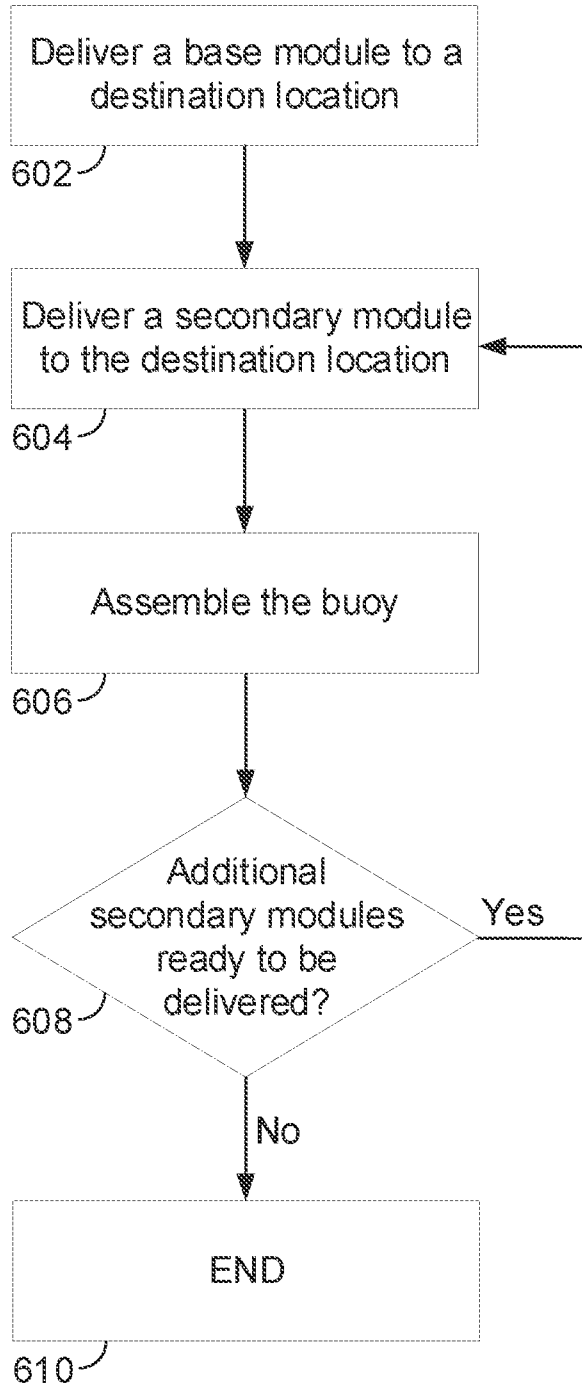 Deliver a base module to a
destination location
602
Deliver a secondary module
to the destination location
604
Assemble the buoy
606
Additional
secondary modules
ready to be
delivered?
Yes
608
No
END
610